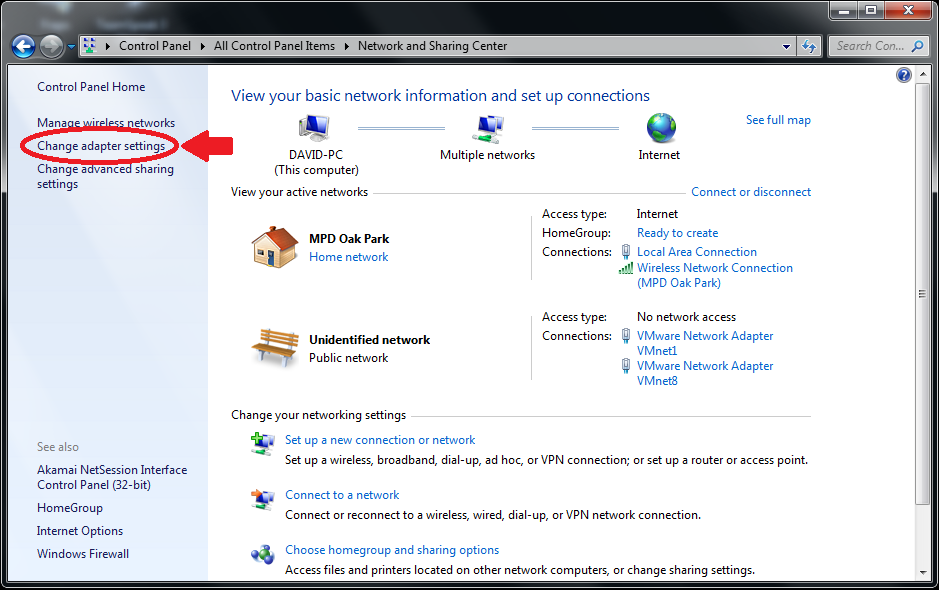 Control Panel
All Control Panel Items
Network and Sharing Center
Search Con...
Control Panel Home
Manage wireless networks
Change adapter settings
Change advanced sharing
settings
See also
Akamai NetSession Interface
Control Panel (32-bit)
HomeGroup
Internet Options
Windows Firewall
View your basic network information and set up connections
See full map
DAVID-PC
(This computer)
Multiple networks
Internet
View your active networks
Connect or disconnect
MPD Oak Park
Home network
Access type: Internet
HomeGroup: Ready to create
Connections: Local Area Connection
Wireless Network Connection
(MPD Oak Park)
Unidentified network
Public network
Access type: No network access
Connections: VMware Network Adapter
VMnet1
VMware Network Adapter
VMnet8
Change your networking settings
Set up a new connection or network
Set up a wireless, broadband, dial-up, ad hoc, or VPN connection; or set up a router or access point.
Connect to a network
Connect or reconnect to a wireless, wired, dial-up, or VPN network connection.
Choose homegroup and sharing options
Access files and printers located on other network computers, or change sharing settings.